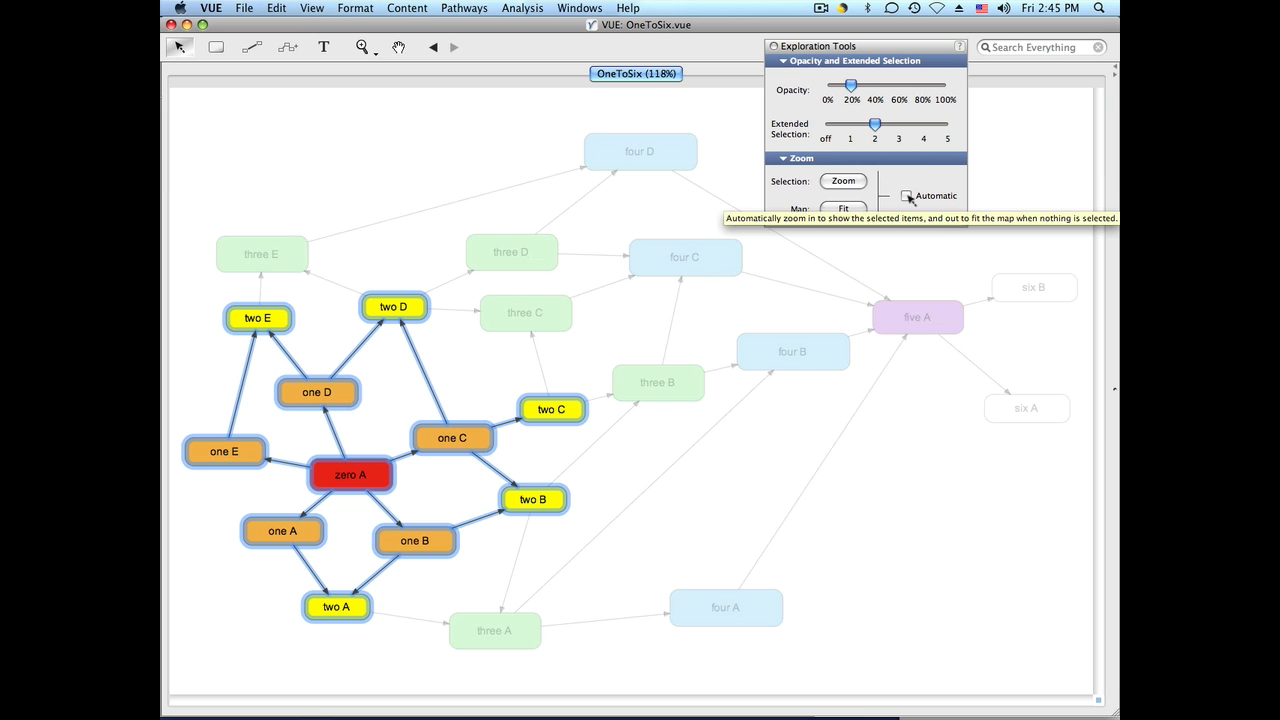 VUE File Edit View Format Content Pathways Analysis Windows Help Fri 2:45 PM
VUE: OneToSix.vue
T
Exploration Tools ?
Search Everything
OneToSix (118%)
Opacity and Extended Selection
Opacity:
0% 20% 40% 60% 80% 100%
Extended
Selection:
off 1 2 3 4 5
Zoom
Selection: Zoom
Automatic
Map: Fit
Automatically zoom in to show the selected items, and out to fit the map when nothing is selected.
four D
three E
three D
four C
six B
two E
two D
three C
five A
four B
one D
three B
six A
two C
one C
one E
zero A
two B
one A
one B
two A
four A
three A